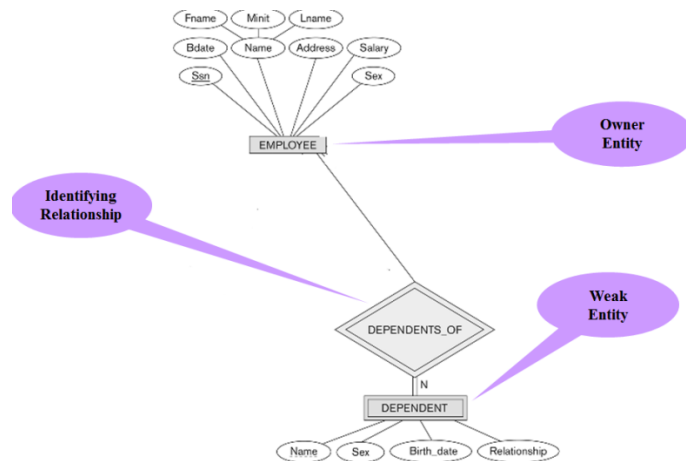 Fname Minit Lname
Bdate Name Address Salary
Ssn Sex
Owner
Entity
EMPLOYEE
Identifying
Relationship
Weak
Entity
DEPENDENTS_OF
N
DEPENDENT
Name Sex Birth_date Relationship